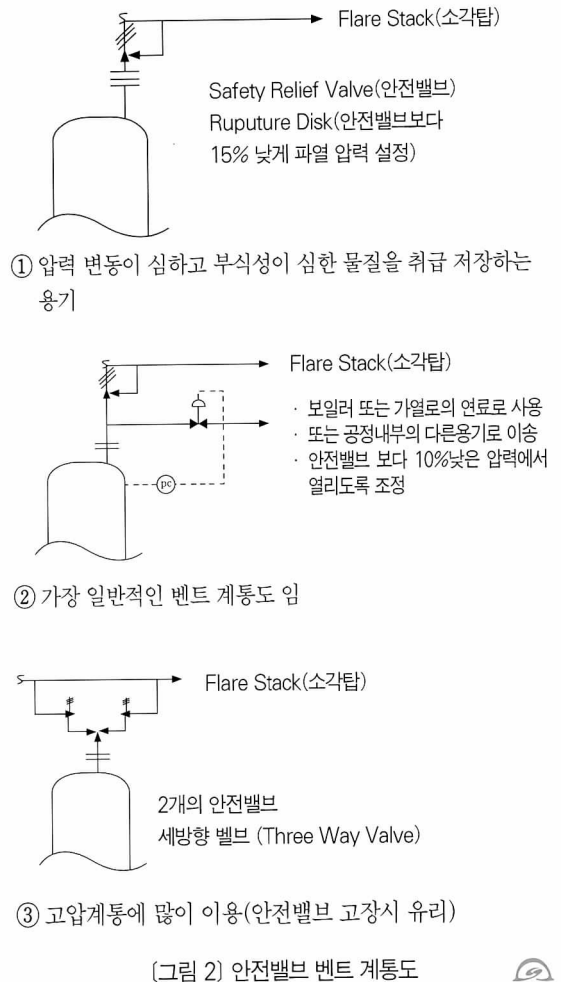 Flare Stack(소각탑)
Safety Relief Valve(안전밸브)
Ruputure Disk(안전밸브보다
15% 낮게 파열 압력 설정)
① 압력 변동이 심하고 부식성이 심한 물질을 취급 저장하는
용기
Flare Stack(소각탑)
· 보일러 또는 가열로의 연료로 사용
· 또는 공정내부의 다른용기로 이송
· 안전밸브 보다 10%낮은 압력에서
열리도록 조정
pc
② 가장 일반적인 벤트 계통도 임
Flare Stack(소각탑)
2개의 안전밸브
세방향 벨브 (Three Way Valve)
③ 고압계통에 많이 이용(안전밸브 고장시 유리)
〔그림 2〕 안전밸브 벤트 계통도